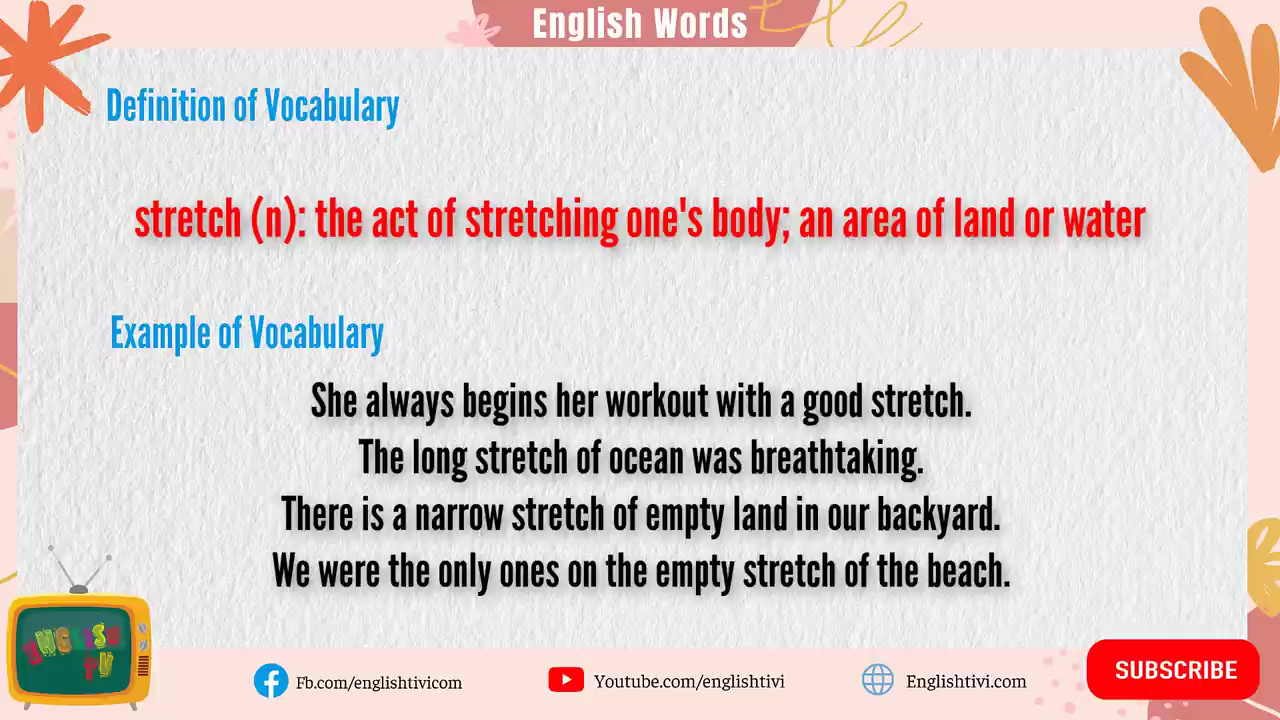 English Words
Definition of Vocabulary
stretch (n): the act of stretching one's body; an area of land or water
Example of Vocabulary
She always begins her workout with a good stretch.
The long stretch of ocean was breathtaking.
There is a narrow stretch of empty land in our backyard.
We were the only ones on the empty stretch of the beach.
ENGLISH
TV
Fb.com/englishtivicom
Youtube.com/englishtivi
Englishtivi.com
SUBSCRIBE